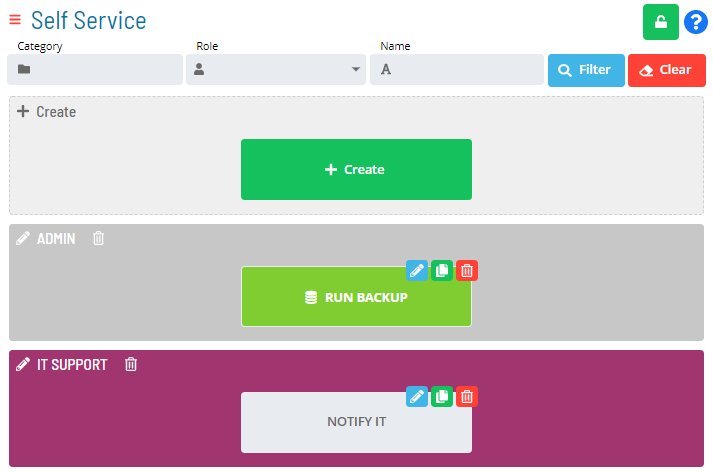 Self Service
Category Role Name
Filter Clear
Create
Create
ADMIN
RUN BACKUP
IT SUPPORT
NOTIFY IT